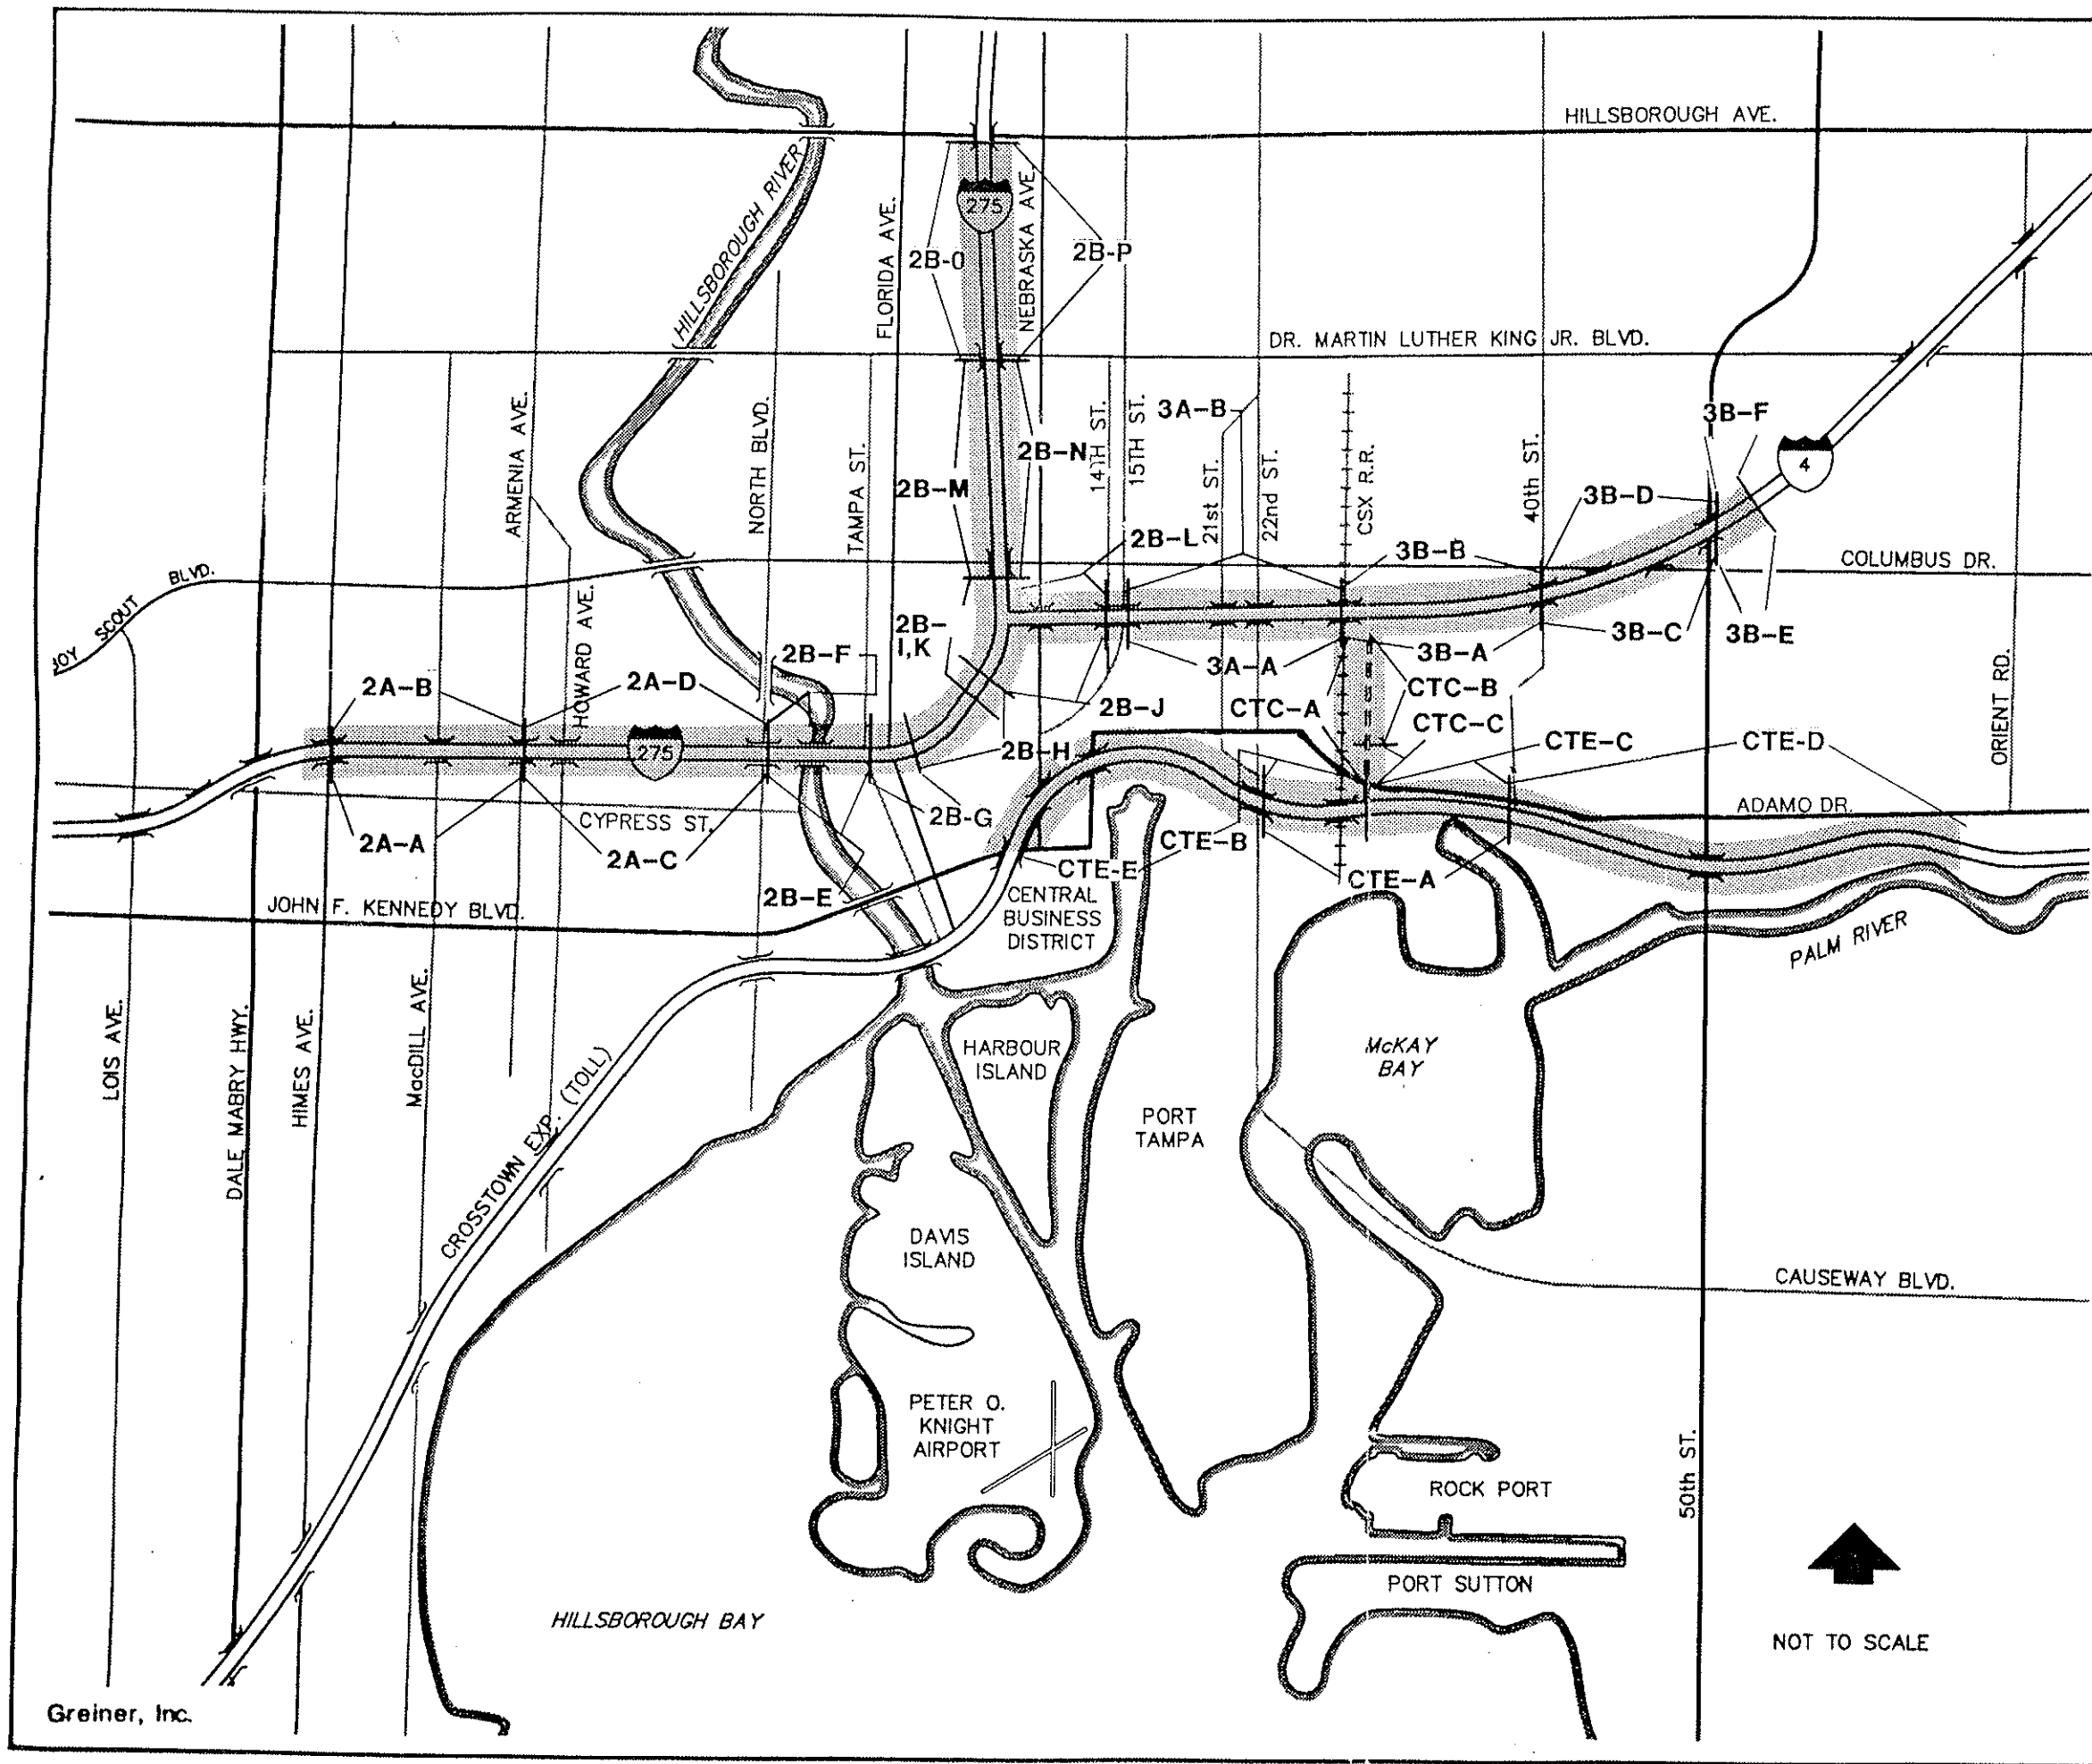 HILLSBOROUGH AVE.
HILLSBOROUGH RIVER
FLORIDA AVE.
275
NEBRASKA AVE.
2B-O
2B-P
DR. MARTIN LUTHER KING JR. BLVD.
ARMENIA AVE.
NORTH BLVD.
TAMPA ST.
2B-M
2B-N
14TH ST.
15TH ST.
3A-B
21st ST.
22nd ST.
CSX R.R.
40th ST.
3B-F
4
3B-D
2B-L
3B-B
COLUMBUS DR.
BOY SCOUT BLVD.
HOWARD AVE.
2B-
I,K
2B-F
2A-B
2A-D
3A-A
3B-A
3B-C
3B-E
CTC-B
2B-J
CTC-A
CTC-C
ORIENT RD.
275
2B-H
CTE-C
CTE-D
CYPRESS ST.
2B-G
ADAMO DR.
2A-A
2A-C
CTE-B
CTE-E
CTE-A
2B-E
JOHN F. KENNEDY BLVD.
CENTRAL
BUSINESS
DISTRICT
PALM RIVER
LOIS AVE.
DALE MABRY HWY.
HIMES AVE.
MacDILL AVE.
CROSSTOWN EXP. (TOLL)
HARBOUR
ISLAND
McKAY
BAY
PORT
TAMPA
DAVIS
ISLAND
CAUSEWAY BLVD.
PETER O.
KNIGHT
AIRPORT
50th ST.
ROCK PORT
PORT SUTTON
HILLSBOROUGH BAY
NOT TO SCALE
Greiner, Inc.